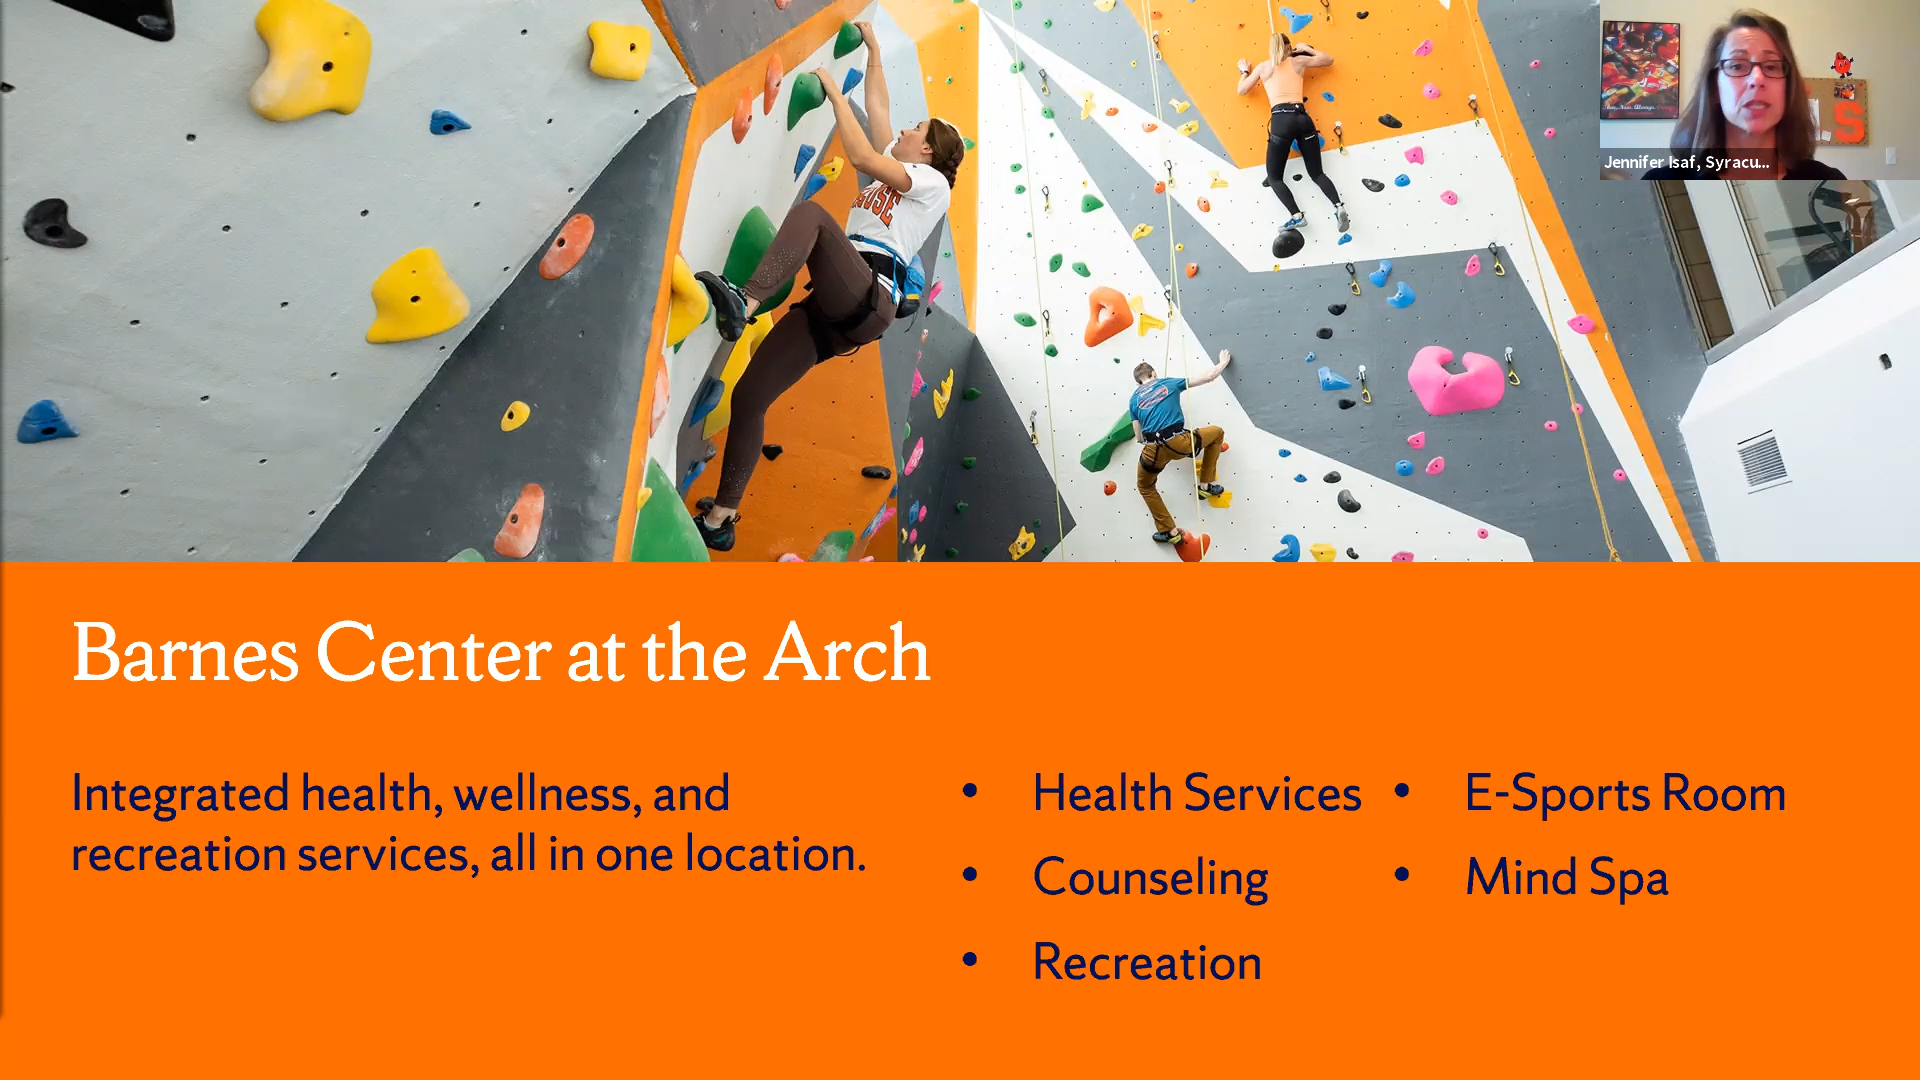 Jennifer Isaf, Syracu...
S
Barnes Center at the Arch
Integrated health, wellness, and
recreation services, all in one location.
• Health Services
• Counseling
• Recreation
• E-Sports Room
• Mind Spa